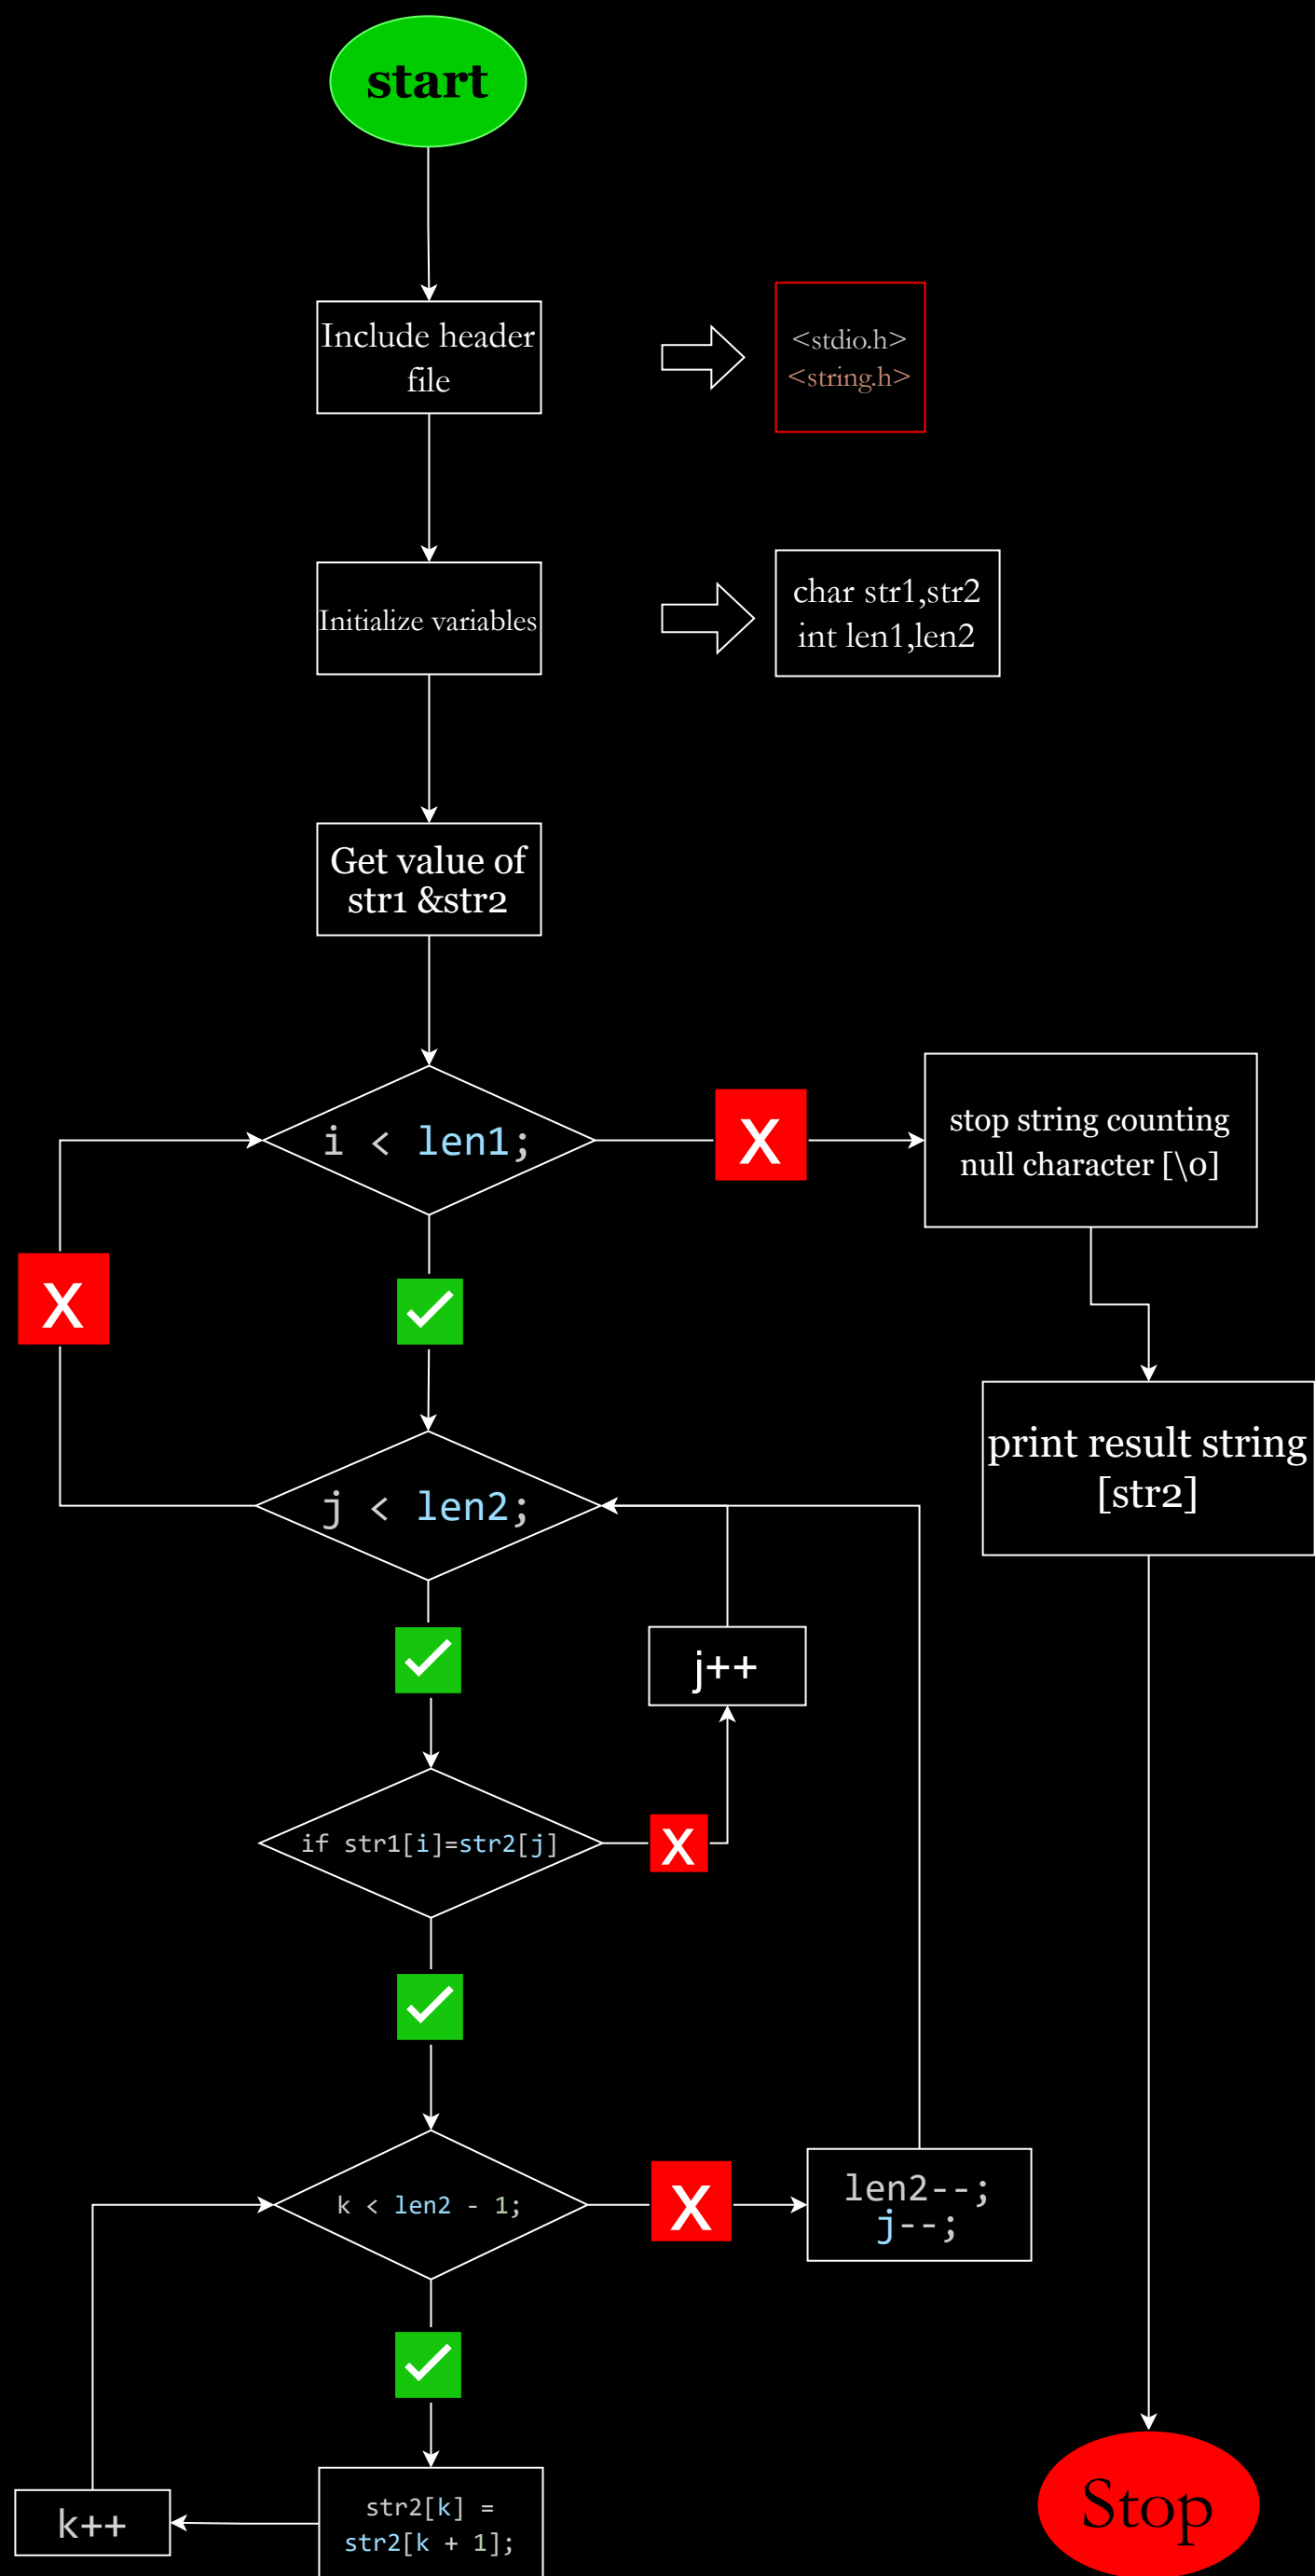 start
Include header
file
<stdio.h>
<string.h>
Initialize variables
char str1,str2
int len1,len2
Get value of
str1 &str2
i < len1;
X
stop string counting
null character [\0]
X
print result string
[str2]
j < len2;
j++
if str1[i]=str2[j]
X
k < len2 - 1;
X
len2--;
j--;
k++
str2[k] =
str2[k + 1];
Stop